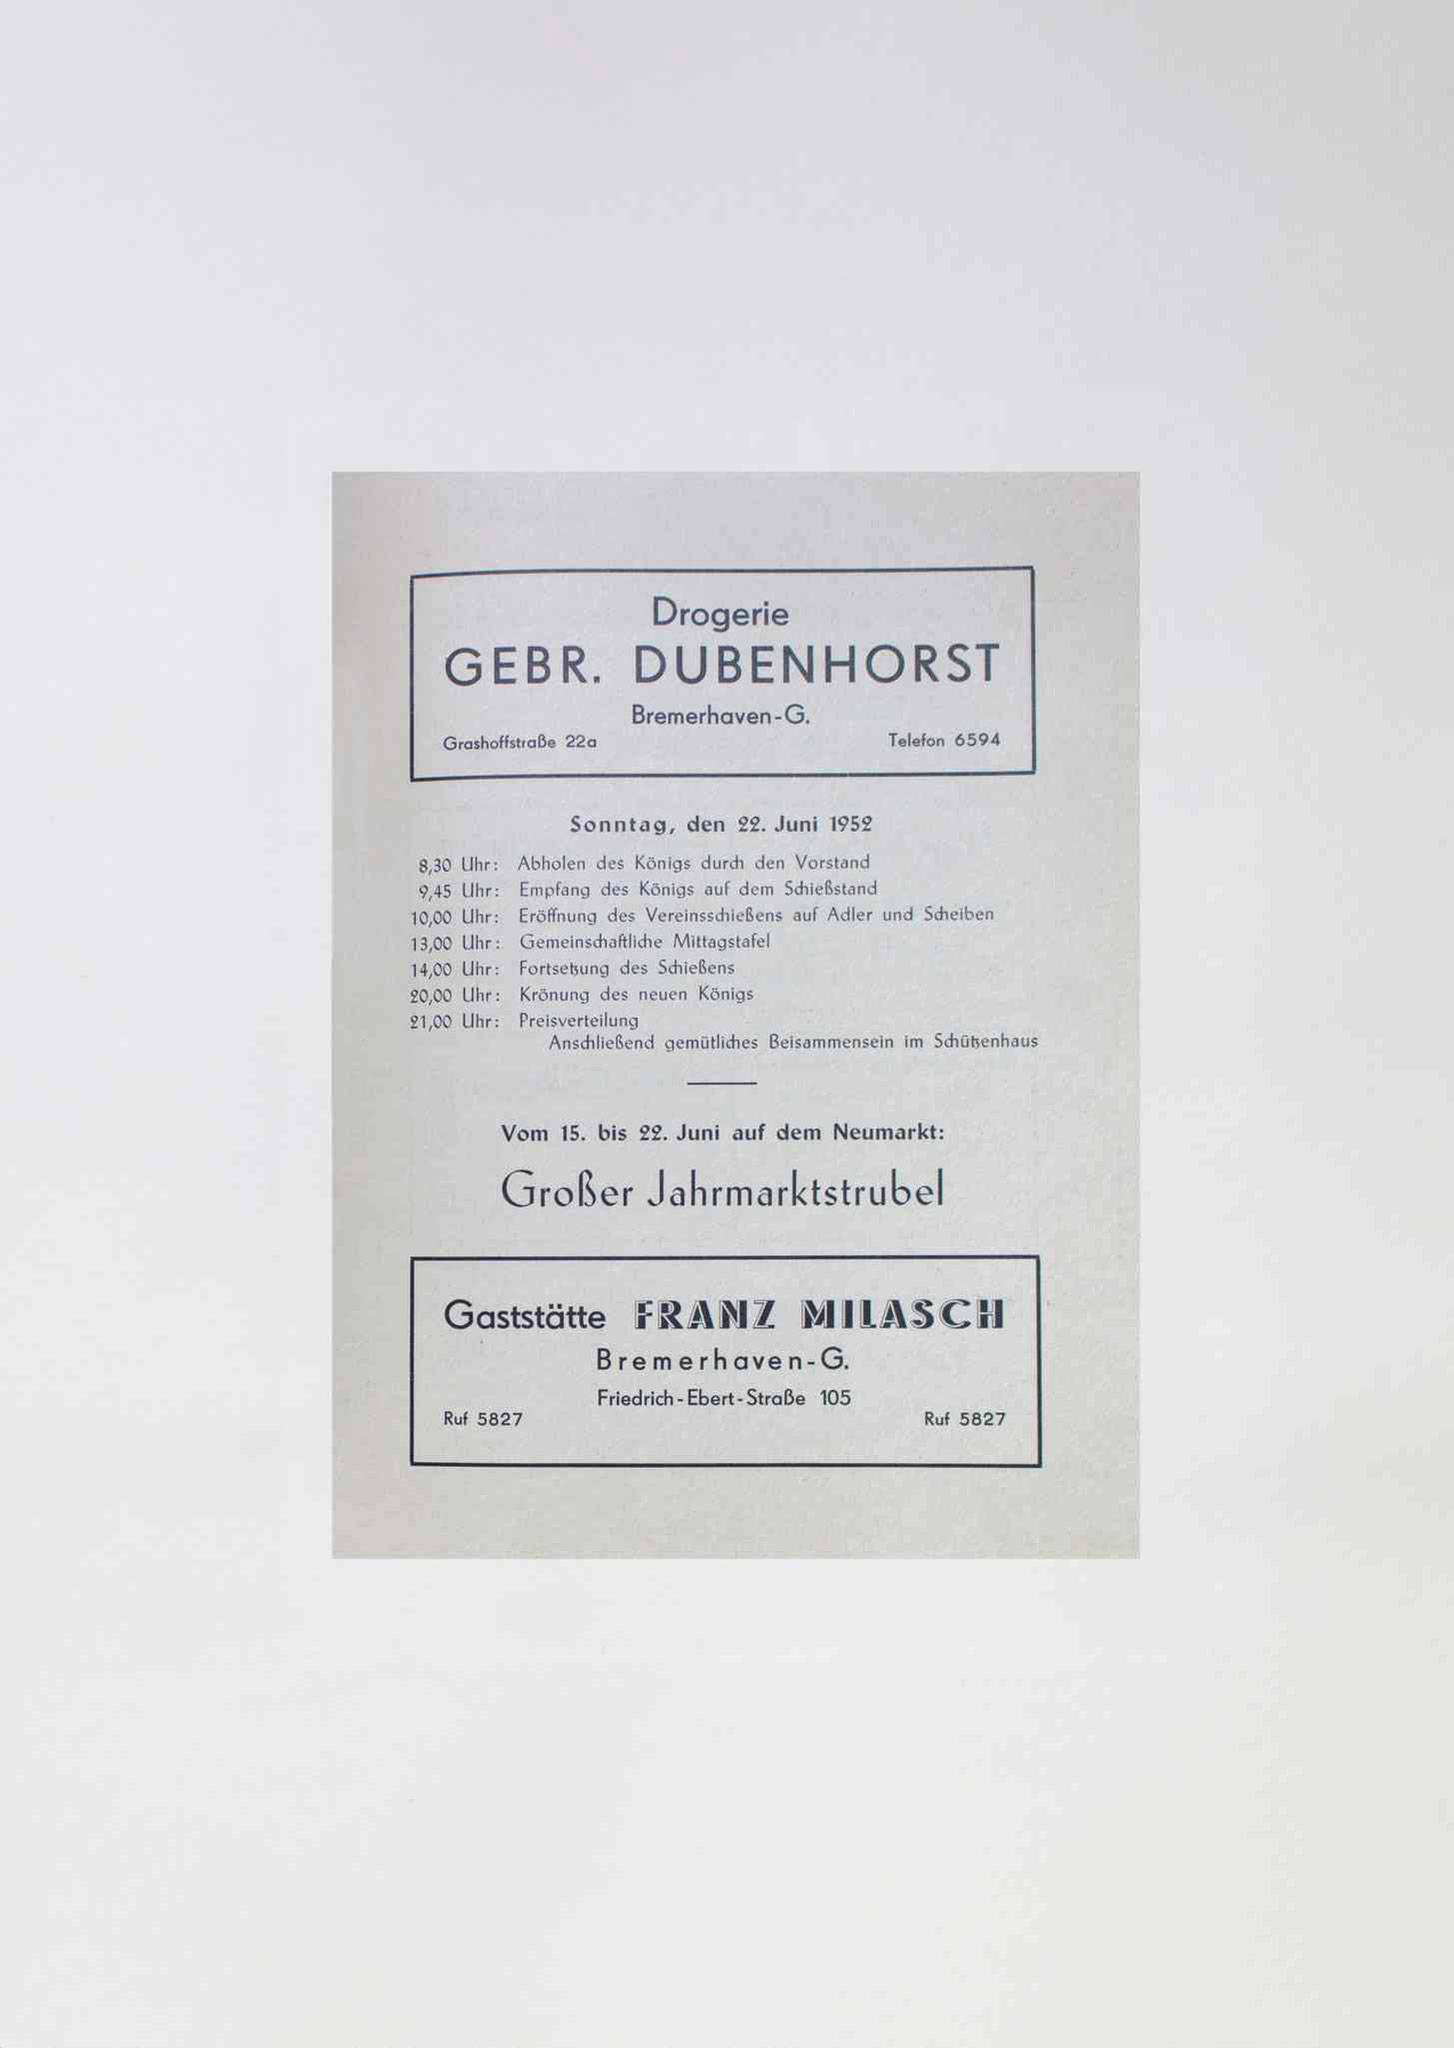 Drogerie
GEBR. DUBENHORST
Bremerhaven-G.
Grashoffstraße 22a Telefon 6594
Sonntag, den 22. Juni 1952
8,30 Uhr: Abholen des Königs durch den Vorstand
9,45 Uhr: Empfang des Königs auf dem Schießstand
10,00 Uhr: Eröffnung des Vereinsschießens auf Adler und Scheiben
13,00 Uhr: Gemeinschaftliche Mittagstafel
14,00 Uhr: Fortsetzung des Schießens
20,00 Uhr: Krönung des neuen Königs
21,00 Uhr: Preisverteilung
Anschließend gemütliches Beisammensein im Schützenhaus
Vom 15. bis 22. Juni auf dem Neumarkt:
Großer Jahrmarktstrubel
Gaststätte FRANZ MILASCH
Bremerhaven-G.
Friedrich-Ebert-Straße 105
Ruf 5827 Ruf 5827